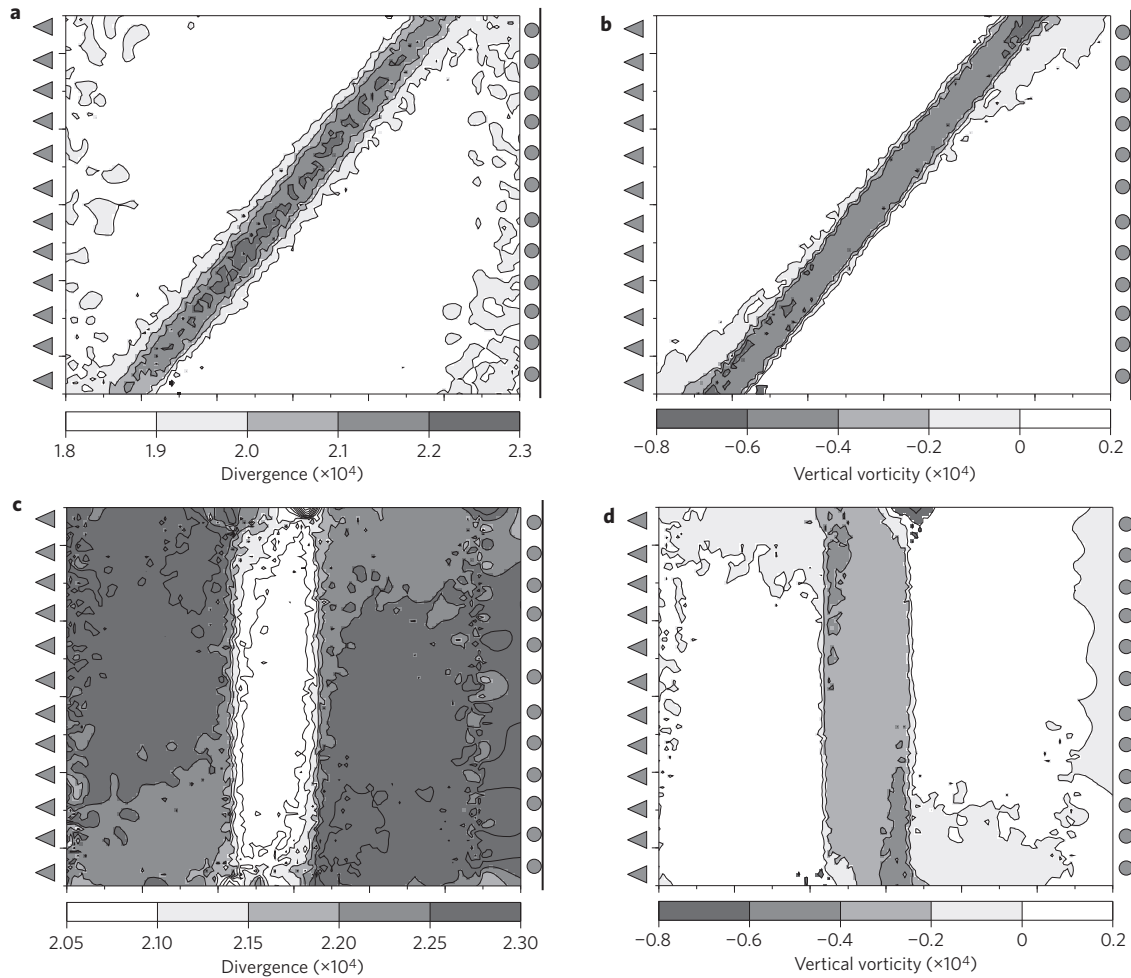 a
b
1.8 1.9 2.0 2.1 2.2 2.3
Divergence (×10⁴)
−0.8 −0.6 −0.4 −0.2 0 0.2
Vertical vorticity (×10⁴)
c
d
2.05 2.10 2.15 2.20 2.25 2.30
Divergence (×10⁴)
−0.8 −0.6 −0.4 −0.2 0 0.2
Vertical vorticity (×10⁴)